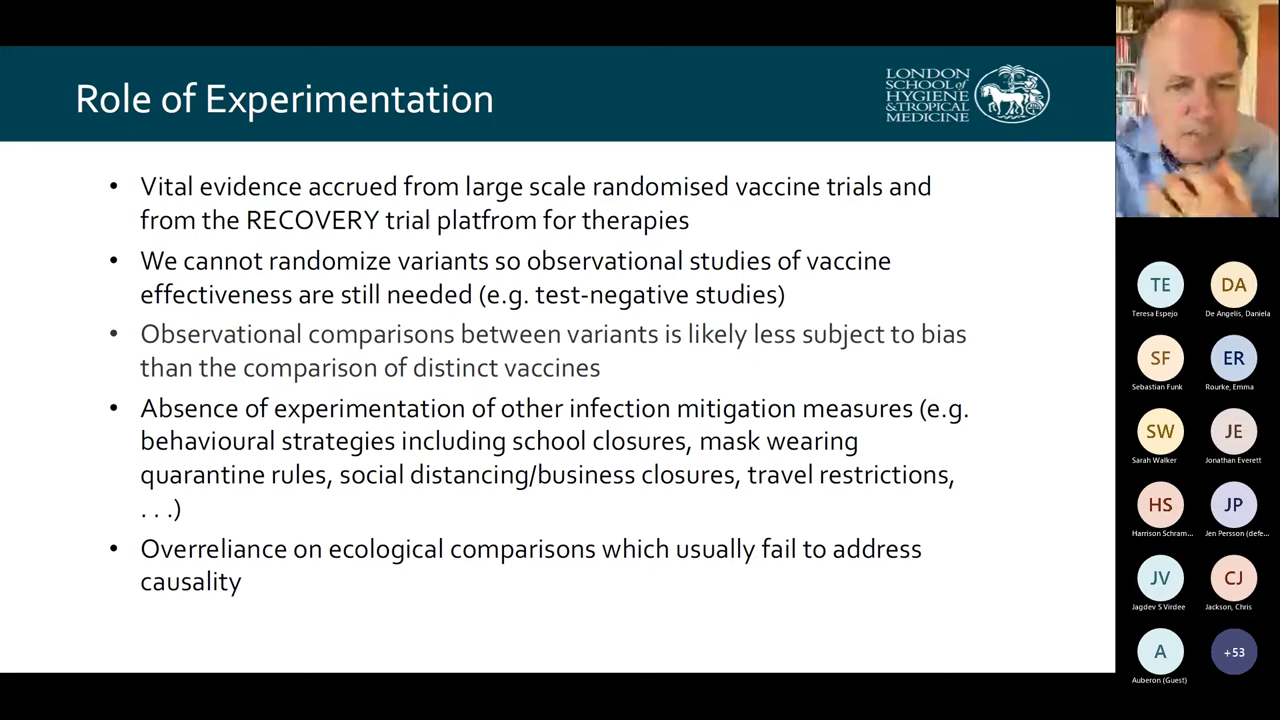 Role of Experimentation
LONDON
SCHOOL of
HYGIENE
&TROPICAL
MEDICINE
• Vital evidence accrued from large scale randomised vaccine trials and
from the RECOVERY trial platfrom for therapies
• We cannot randomize variants so observational studies of vaccine
effectiveness are still needed (e.g. test-negative studies)
• Observational comparisons between variants is likely less subject to bias
than the comparison of distinct vaccines
• Absence of experimentation of other infection mitigation measures (e.g.
behavioural strategies including school closures, mask wearing
quarantine rules, social distancing/business closures, travel restrictions,
. . .)
• Overreliance on ecological comparisons which usually fail to address
causality
TE
Teresa Espejo
DA
De Angelis, Daniela
SF
Sebastian Funk
ER
Rourke, Emma
SW
Sarah Walker
JE
Jonathan Everett
HS
Harrison Schram...
JP
Jen Persson (defe...
JV
Jagdev S Virdee
CJ
Jackson, Chris
A
Auberon (Guest)
+53